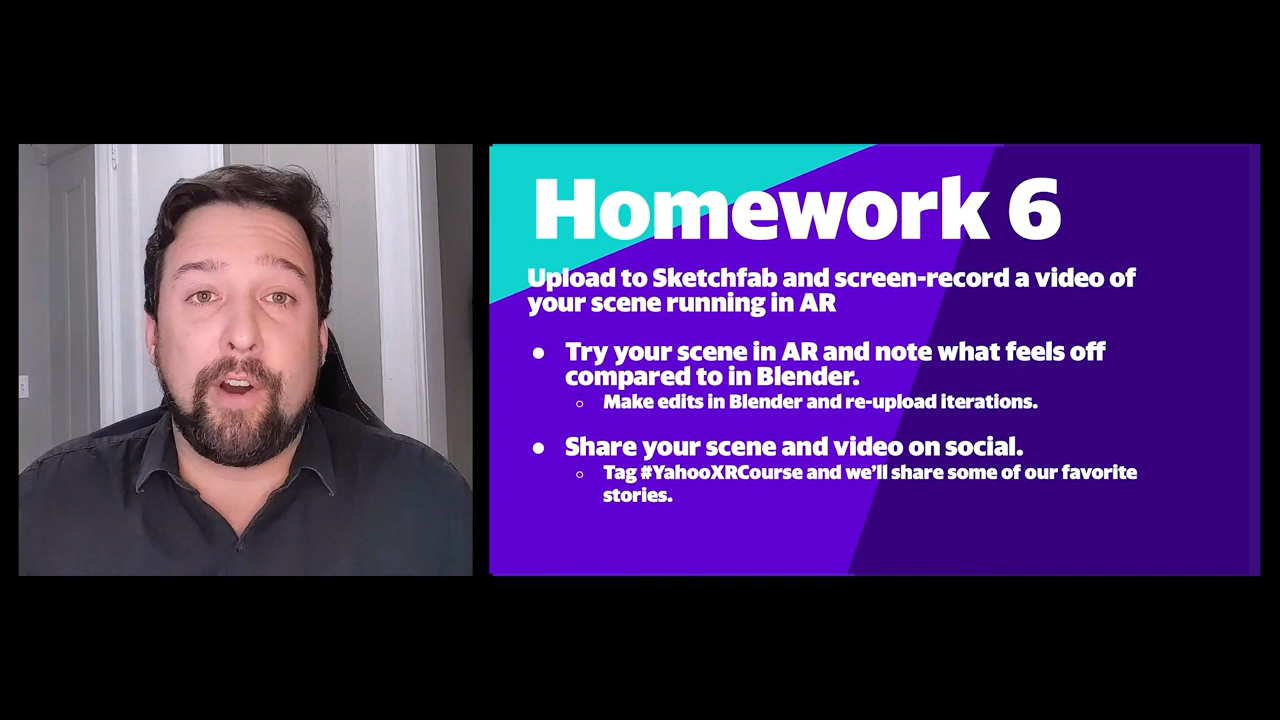 Homework 6
Upload to Sketchfab and screen-record a video of
your scene running in AR
● Try your scene in AR and note what feels off
compared to in Blender.
○ Make edits in Blender and re-upload iterations.
● Share your scene and video on social.
○ Tag #YahooXRCourse and we’ll share some of our favorite
stories.